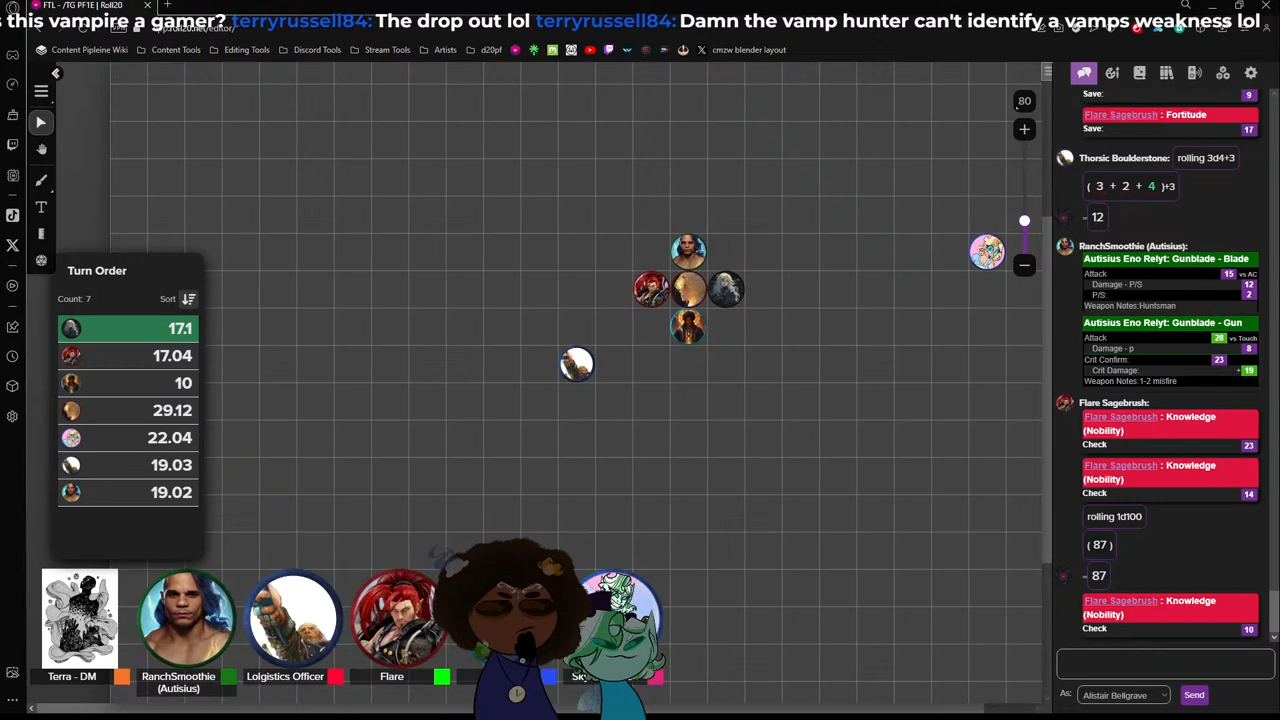 FTL - /TG PF1E | Roll20
s this vampire a gamer? terryrussell84: The drop out lol terryrussell84: Damn the vamp hunter can't identify a vamps weakness lol
Content Pipleine Wiki Content Tools Editing Tools Discord Tools Stream Tools Artists d20pf cmzw blender layout
80
Turn Order
Count: 7 Sort
17.1
17.04
10
29.12
22.04
19.03
19.02
Terra - DM
RanchSmoothie (Autisius)
Lolgistics Officer
Flare
Save: 9
Flare Sagebrush : Fortitude
Save: 17
Thorsic Boulderstone: rolling 3d4+3
( 3 + 2 + 4 )+3
= 12
RanchSmoothie (Autisius):
Autisius Eno Relyt: Gunblade - Blade
Attack 15 vs AC
Damage - P/S 12
P/S: 2
Weapon Notes:Huntsman
Autisius Eno Relyt: Gunblade - Gun
Attack 28 vs Touch
Damage - p 8
Crit Confirm: 23
Crit Damage: + 19
Weapon Notes:1-2 misfire
Flare Sagebrush:
Flare Sagebrush : Knowledge (Nobility)
Check 23
Flare Sagebrush : Knowledge (Nobility)
Check 14
rolling 1d100
( 87 )
= 87
Flare Sagebrush : Knowledge (Nobility)
Check 10
As: Alistair Bellgrave Send